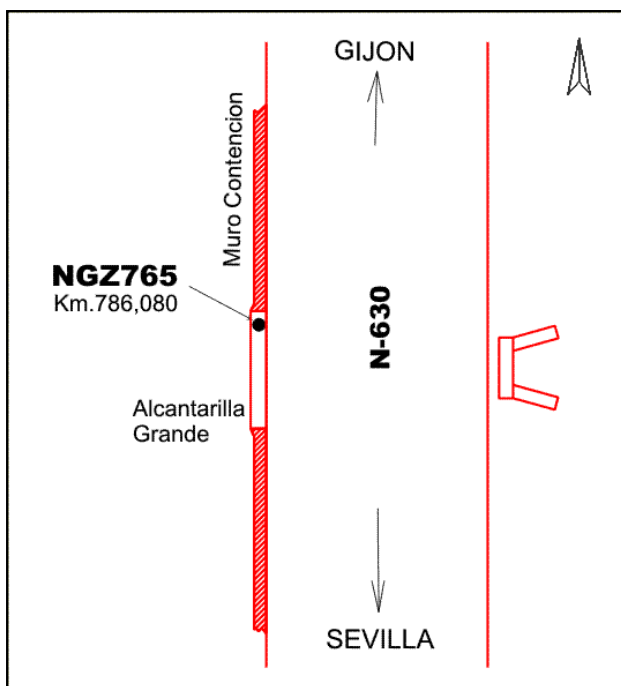 GIJON
Muro Contencion
NGZ765
Km.786,080
N-630
Alcantarilla
Grande
SEVILLA